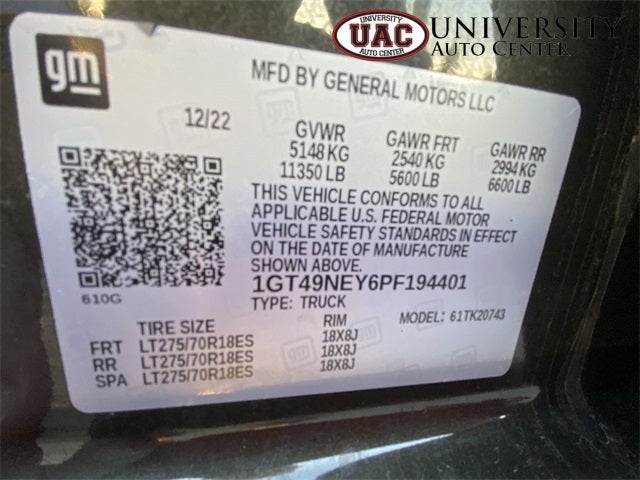 UNIVERSITY
UAC
AUTO CENTER
UNIVERSITY
AUTO CENTER
gm
MFD BY GENERAL MOTORS LLC
12/22
GVWR GAWR FRT GAWR RR
5148 KG 2540 KG 2994 KG
11350 LB 5600 LB 6600 LB
THIS VEHICLE CONFORMS TO ALL
APPLICABLE U.S. FEDERAL MOTOR
VEHICLE SAFETY STANDARDS IN EFFECT
ON THE DATE OF MANUFACTURE
SHOWN ABOVE.
610G
1GT49NEY6PF194401
TYPE: TRUCK MODEL: 61TK20743
TIRE SIZE RIM
FRT LT275/70R18ES 18X8J
RR LT275/70R18ES 18X8J
SPA LT275/70R18ES 18X8J